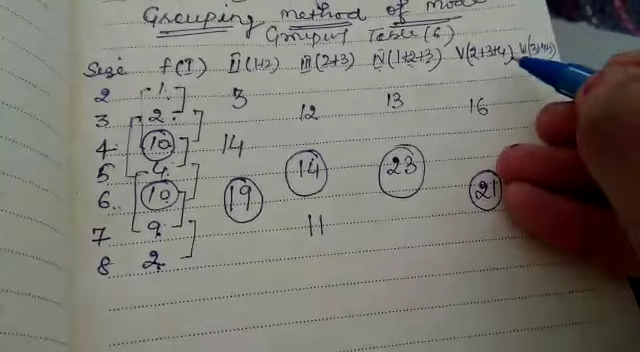 Grouping Method of Mode
Grouping Table (6)
Size f(I) II(1+2) III(2+3) IV(1+2+3) V(2+3+4) VI(3+4+5)
2 1 3
3 2 12 13 16
4 10 14
5 4 14 23
6 10 19 21
7 9 11
8 2